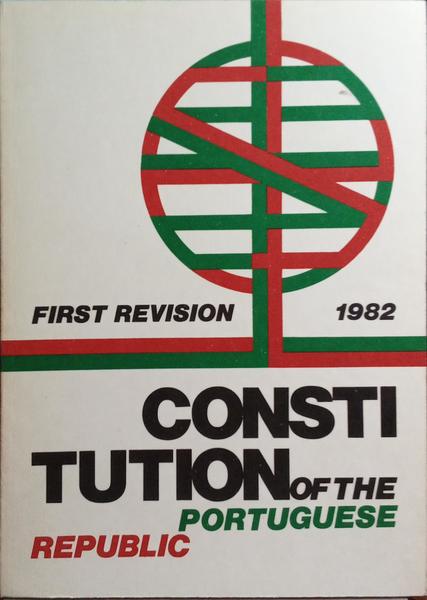 FIRST REVISION 1982
CONSTI
TUTION OF THE
PORTUGUESE
REPUBLIC